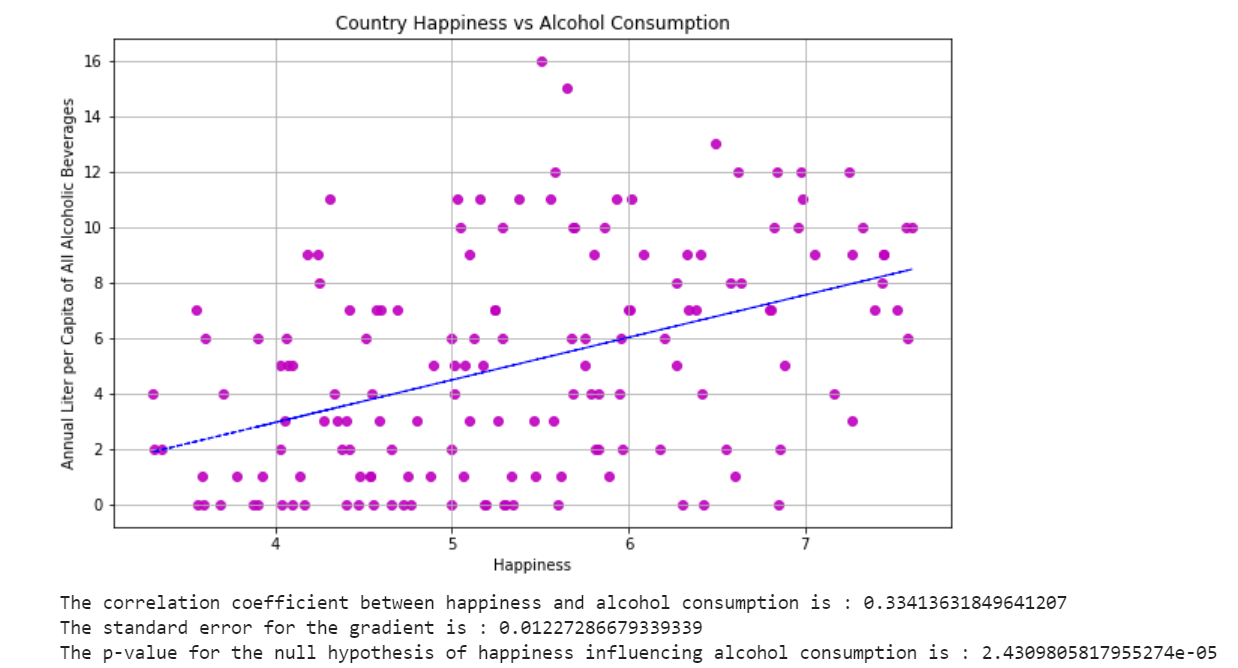 Country Happiness vs Alcohol Consumption
Annual Liter per Capita of All Alcoholic Beverages
16
14
12
10
8
6
4
2
0
4 5 6 7
Happiness
The correlation coefficient between happiness and alcohol consumption is : 0.33413631849641207
The standard error for the gradient is : 0.01227286679339339
The p-value for the null hypothesis of happiness influencing alcohol consumption is : 2.4309805817955274e-05